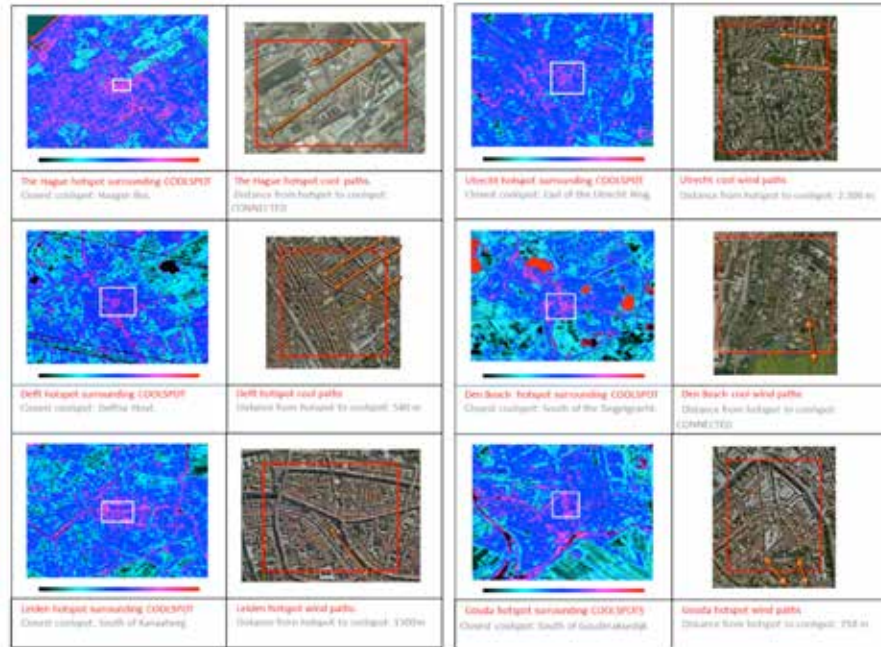 The Hague hotspot surrounding COOLSPOT
Closest coolspot: Haagse Bos.
The Hague hotspot cool paths.
Distance from hotspot to coolspot:
CONNECTED
Delft hotspot surrounding COOLSPOT
Closest coolspot: Delftse Hout.
Delft hotspot cool paths
Distance from hotspot to coolspot: 580 m
Leiden hotspot surrounding COOLSPOT
Closest coolspot: South of
Leiden hotspot wind paths
Distance from hotspot to coolspot: 1500m
Utrecht hotspot surrounding COOLSPOT
Closest coolspot: East of the Utrecht Ring.
Utrecht cool wind paths
Distance from hotspot to coolspot: 2.300 m
Den Bosch hotspot surrounding COOLSPOT
Closest coolspot: South of the Singelgracht.
Den Bosch cool wind paths
Distance from hotspot to coolspot:
CONNECTED
Gouda hotspot surrounding COOLSPOTS
Closest coolspot: South of
Gouda hotspot wind paths
Distance from hotspot to coolspot: m